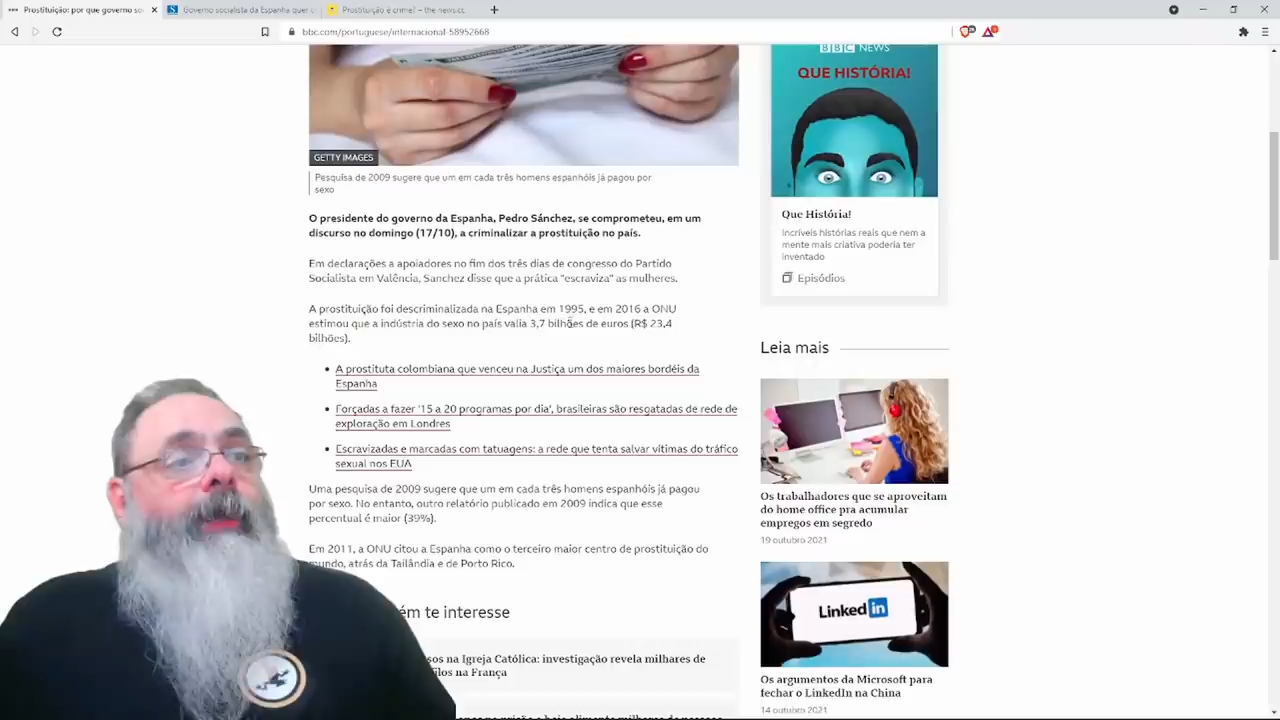 Prostituição: por que governo so
Governo socialista da Espanha quer c
Prostituição é crime? – the news.cc
bbc.com/portuguese/internacional-58952668
GETTY IMAGES
Pesquisa de 2009 sugere que um em cada três homens espanhóis já pagou por
sexo
O presidente do governo da Espanha, Pedro Sánchez, se comprometeu, em um
discurso no domingo (17/10), a criminalizar a prostituição no país.
Em declarações a apoiadores no fim dos três dias de congresso do Partido
Socialista em Valência, Sanchez disse que a prática "escraviza" as mulheres.
A prostituição foi descriminalizada na Espanha em 1995, e em 2016 a ONU
estimou que a indústria do sexo no país valia 3,7 bilhões de euros (R$ 23,4
bilhões).
A prostituta colombiana que venceu na Justiça um dos maiores bordéis da
Espanha
Forçadas a fazer '15 a 20 programas por dia', brasileiras são resgatadas de rede de
exploração em Londres
Escravizadas e marcadas com tatuagens: a rede que tenta salvar vítimas do tráfico
sexual nos EUA
Uma pesquisa de 2009 sugere que um em cada três homens espanhóis já pagou
por sexo. No entanto, outro relatório publicado em 2009 indica que esse
percentual é maior (39%).
Em 2011, a ONU citou a Espanha como o terceiro maior centro de prostituição do
mundo, atrás da Tailândia e de Porto Rico.
ém te interesse
sos na Igreja Católica: investigação revela milhares de
filos na França
BBC NEWS
QUE HISTÓRIA!
Que História!
Incríveis histórias reais que nem a
mente mais criativa poderia ter
inventado
Episódios
Leia mais
Os trabalhadores que se aproveitam
do home office pra acumular
empregos em segredo
19 outubro 2021
LinkedIn
Os argumentos da Microsoft para
fechar o LinkedIn na China
14 outubro 2021